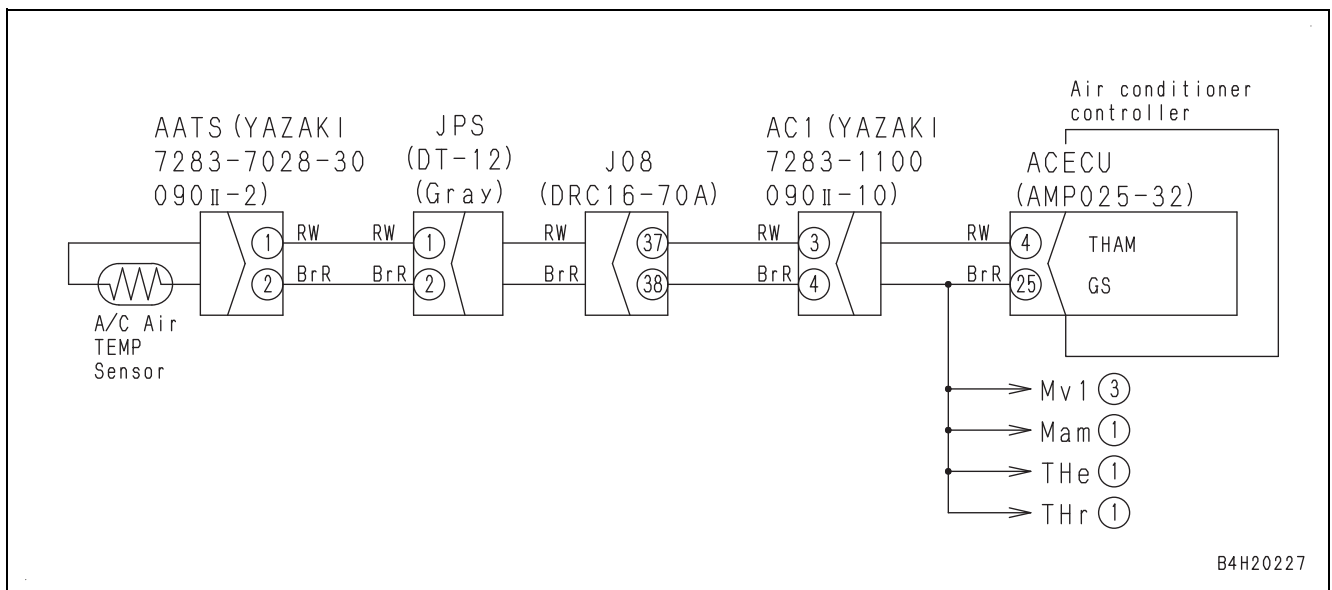 Air conditioner
controller
AATS (YAZAKI
7283-7028-30
090Ⅱ-2)
JPS
(DT-12)
(Gray)
J08
(DRC16-70A)
AC1 (YAZAKI
7283-1100
090Ⅱ-10)
ACECU
(AMP025-32)
1 RW RW 1 RW 37 RW 3 RW 4 THAM
2 BrR BrR 2 BrR 38 BrR 4 BrR 25 GS
A/C Air
TEMP
Sensor
Mv1 3
Mam 1
THe 1
THr 1
B4H20227